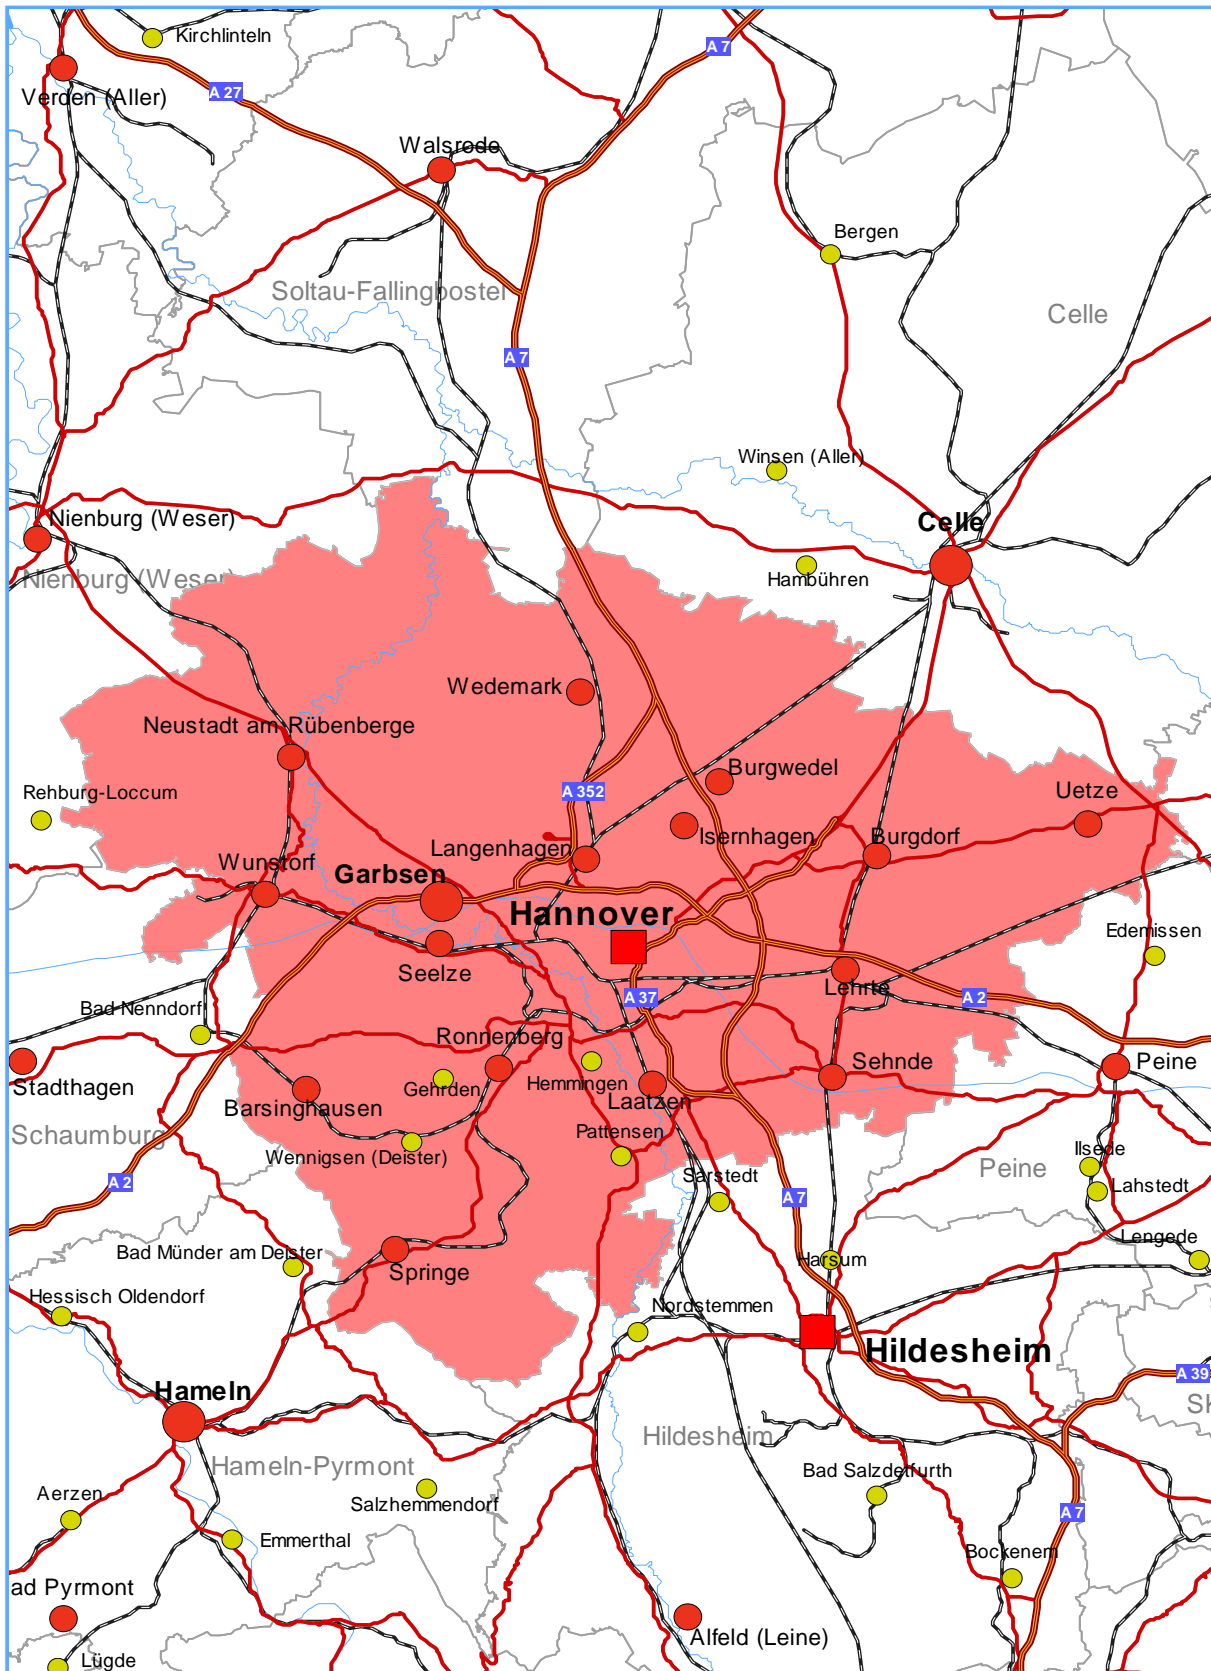 Kirchlinteln
A 7
Verden (Aller)
A 27
Walsrode
Bergen
Soltau-Fallingbostel
Celle
A 7
Winsen (Aller)
Nienburg (Weser)
Celle
Nienburg (Weser)
Hambühren
Wedemark
Neustadt am Rübenberge
Burgwedel
Rehburg-Loccum
A 352
Uetze
Isernhagen
Burgdorf
Langenhagen
Wunstorf
Garbsen
Hannover
Edemissen
Seelze
Lehrte
A 37
A 2
Bad Nenndorf
Ronnenberg
Sehnde
Peine
Stadthagen
Gehrden
Hemmingen
Barsinghausen
Laatzen
Schaumburg
Pattensen
Wennigsen (Deister)
Ilsede
Peine
A 2
Sarstedt
A 7
Lahstedt
Lengede
Bad Münder am Deister
Harsum
Springe
Hessisch Oldendorf
Nordstemmen
Hildesheim
A 39
Hameln
Hildesheim
Hameln-Pyrmont
Bad Salzdetfurth
Aerzen
Salzhemmendorf
A 7
Emmerthal
Bockenem
ad Pyrmont
Alfeld (Leine)
Lügde